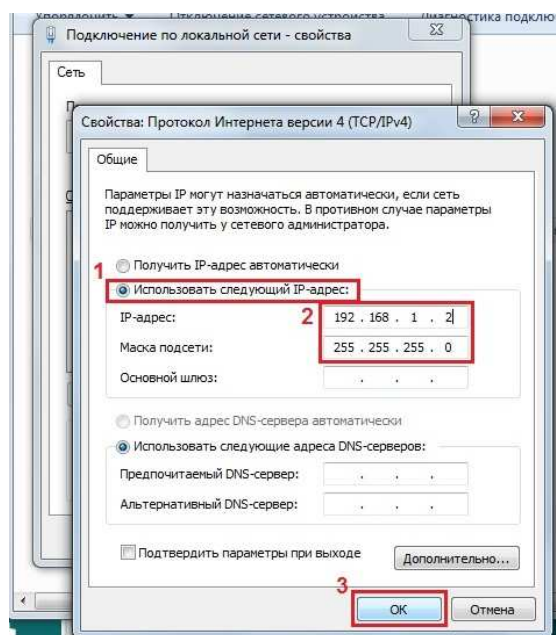 Упорядочить Отключение сетевого устройства Диагностика подклю
Подключение по локальной сети - свойства
Сеть
Свойства: Протокол Интернета версии 4 (TCP/IPv4)
Общие
Параметры IP могут назначаться автоматически, если сеть
поддерживает эту возможность. В противном случае параметры
IP можно получить у сетевого администратора.
Получить IP-адрес автоматически
1
Использовать следующий IP-адрес:
IP-адрес: 2 192 . 168 . 1 . 2
Маска подсети: 255 . 255 . 255 . 0
Основной шлюз: . . .
Получить адрес DNS-сервера автоматически
Использовать следующие адреса DNS-серверов:
Предпочитаемый DNS-сервер: . . .
Альтернативный DNS-сервер: . . .
Подтвердить параметры при выходе Дополнительно...
3
ОК Отмена